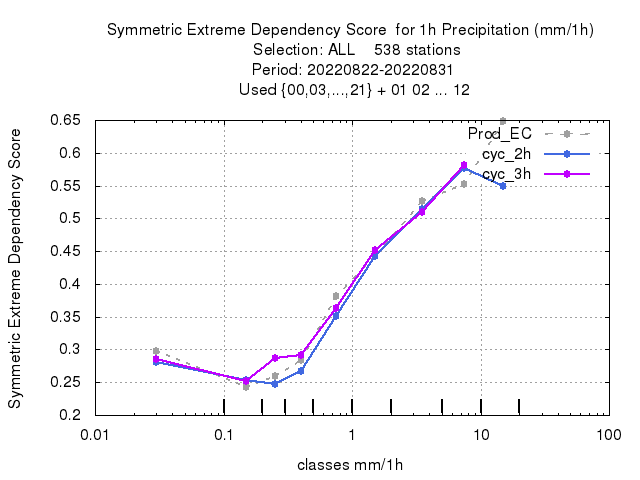 Symmetric Extreme Dependency Score  for 1h Precipitation (mm/1h)
Selection: ALL    538 stations
Period: 20220822-20220831
Used {00,03,...,21} + 01 02 ... 12
Symmetric Extreme Dependency Score
0.65
0.6
0.55
0.5
0.45
0.4
0.35
0.3
0.25
0.2
Prod_EC
cyc_2h
cyc_3h
0.01
0.1
1
10
100
classes mm/1h